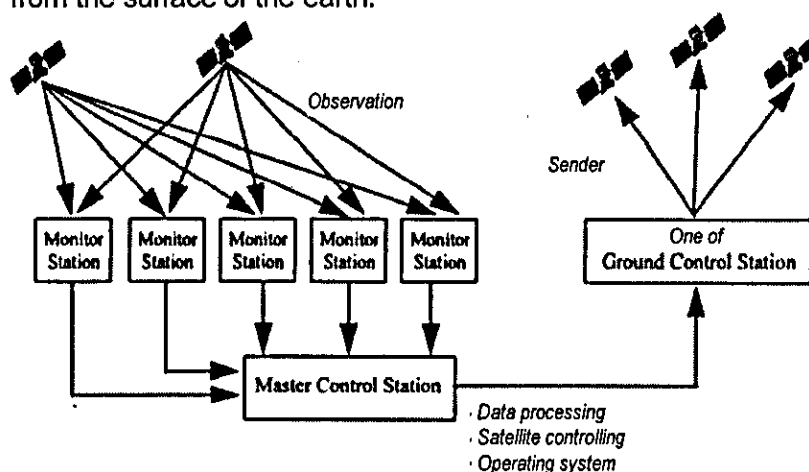 from the surface of the earth.
Observation
Sender
Monitor Station
Monitor Station
Monitor Station
Monitor Station
Monitor Station
One of
Ground Control Station
Master Control Station
· Data processing
· Satellite controlling
· Operating system